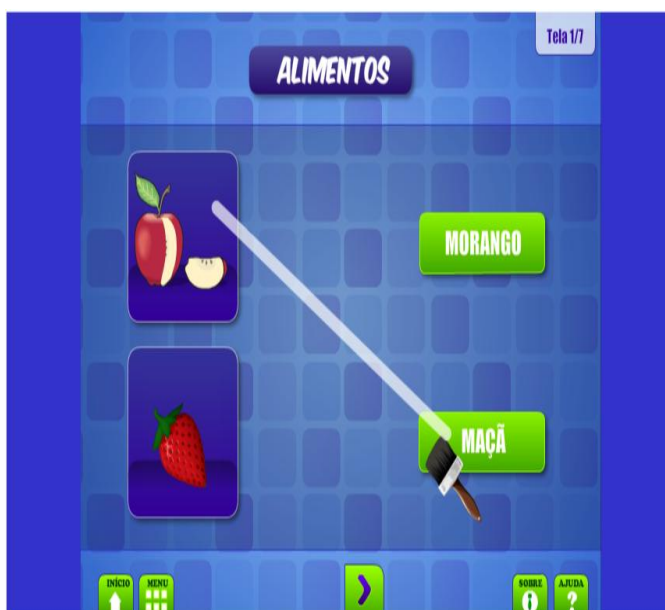 Tela 1/7
ALIMENTOS
MORANGO
MAÇÃ
INÍCIO
MENU
SOBRE
AJUDA